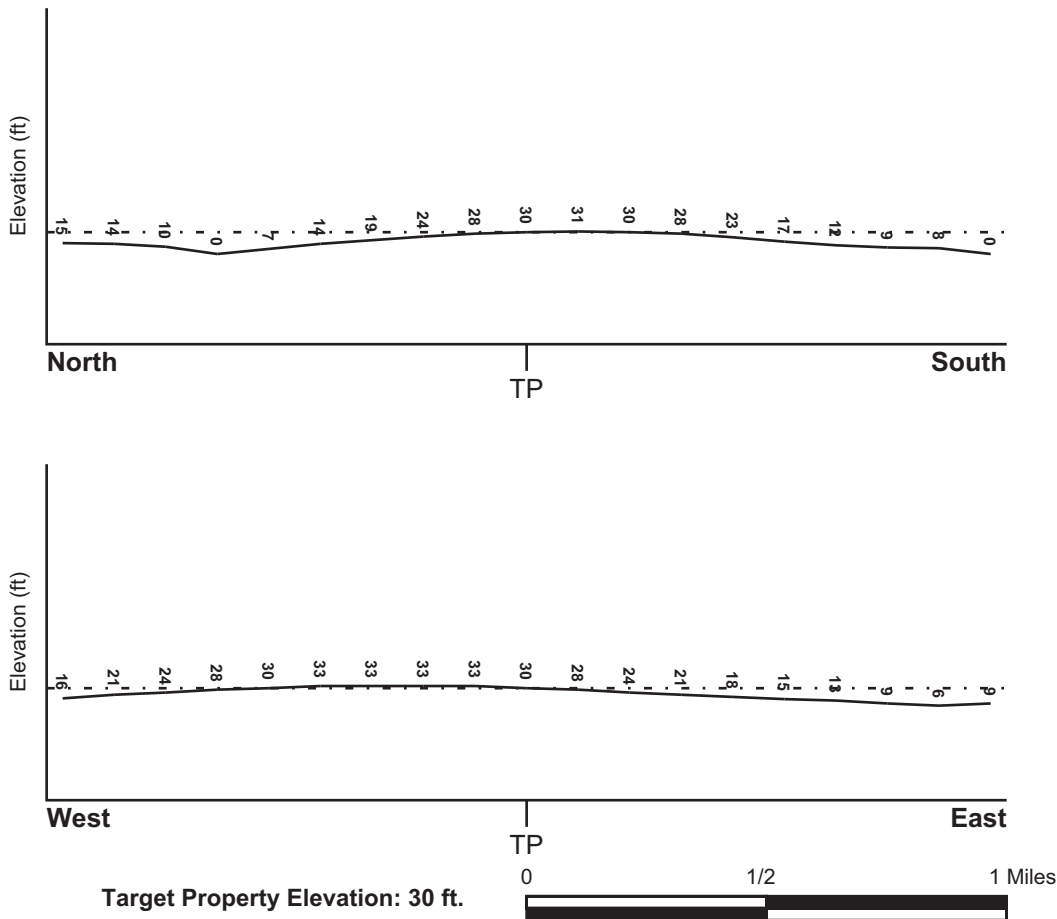 Elevation (ft)
15 14 10 0 7 14 19 24 28 30 31 30 28 23 17 12 9 8 0
North South
TP
Elevation (ft)
16 21 24 28 30 33 33 33 33 30 28 24 21 18 15 13 9 6 9
West East
TP
Target Property Elevation: 30 ft.
0 1/2 1 Miles